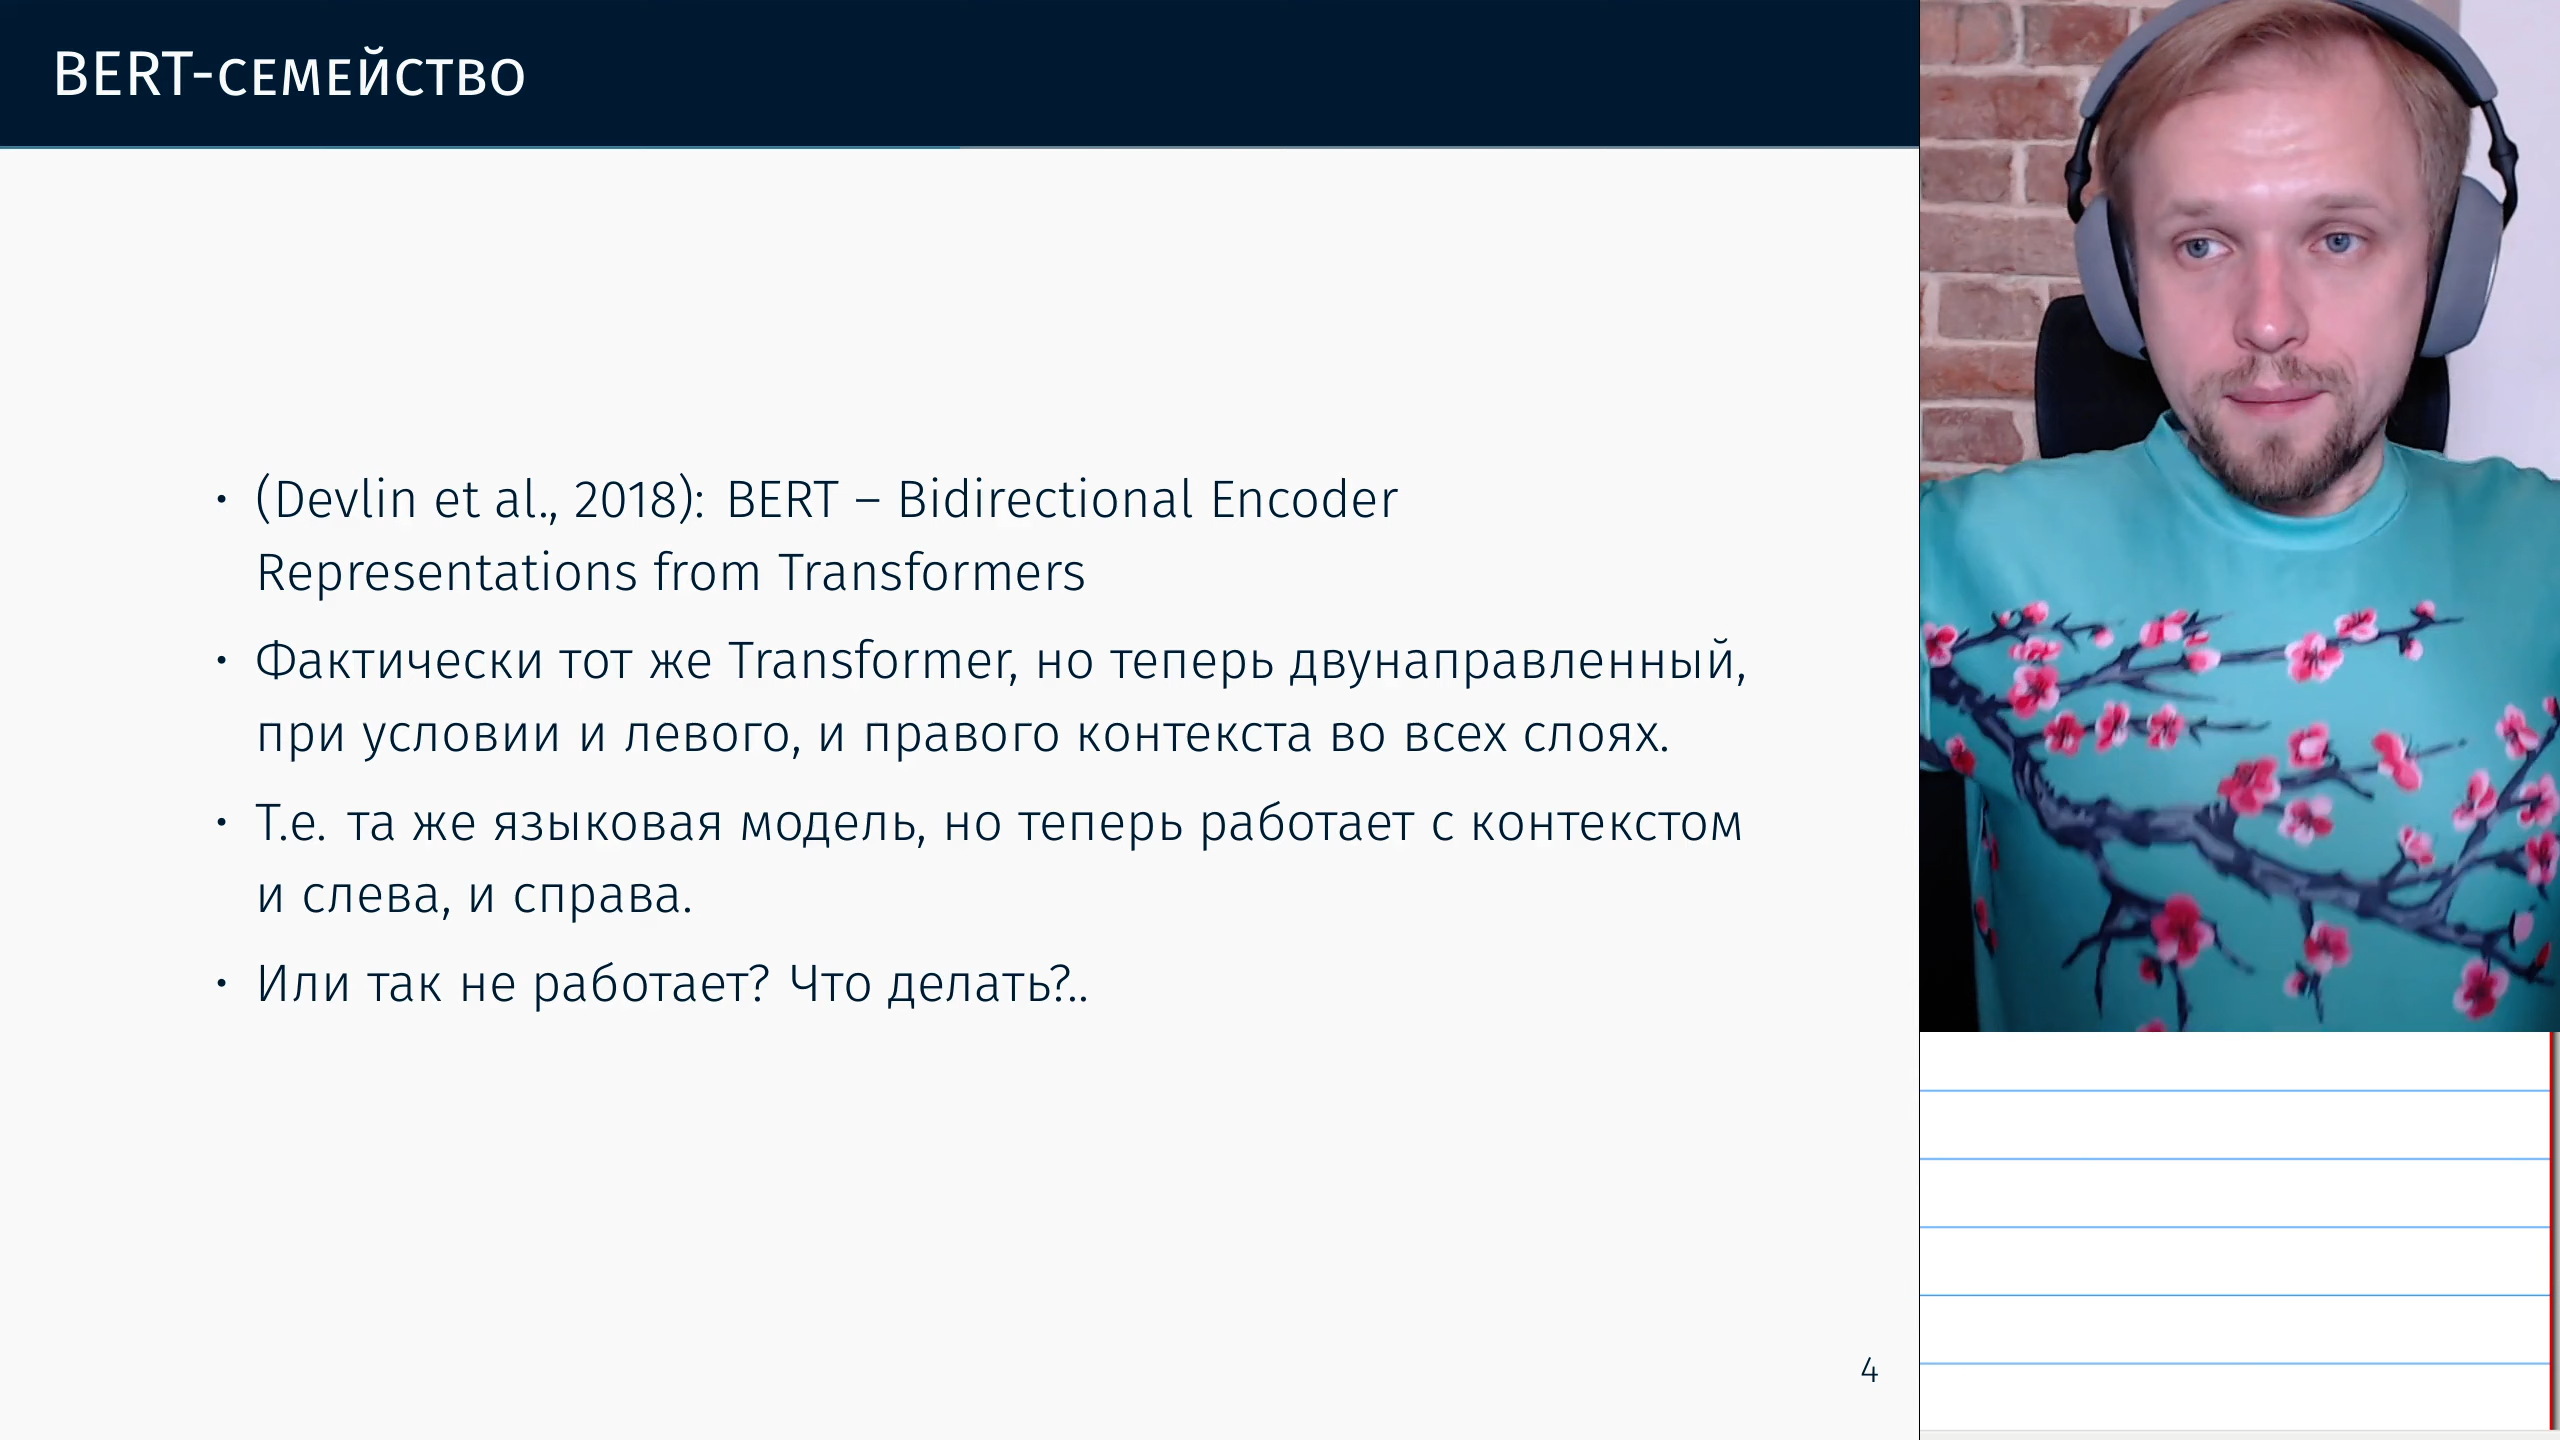 BERT-СЕМЕЙСТВО
• (Devlin et al., 2018): BERT – Bidirectional Encoder
Representations from Transformers
• Фактически тот же Transformer, но теперь двунаправленный,
при условии и левого, и правого контекста во всех слоях.
• Т.е. та же языковая модель, но теперь работает с контекстом
и слева, и справа.
• Или так не работает? Что делать?..
4